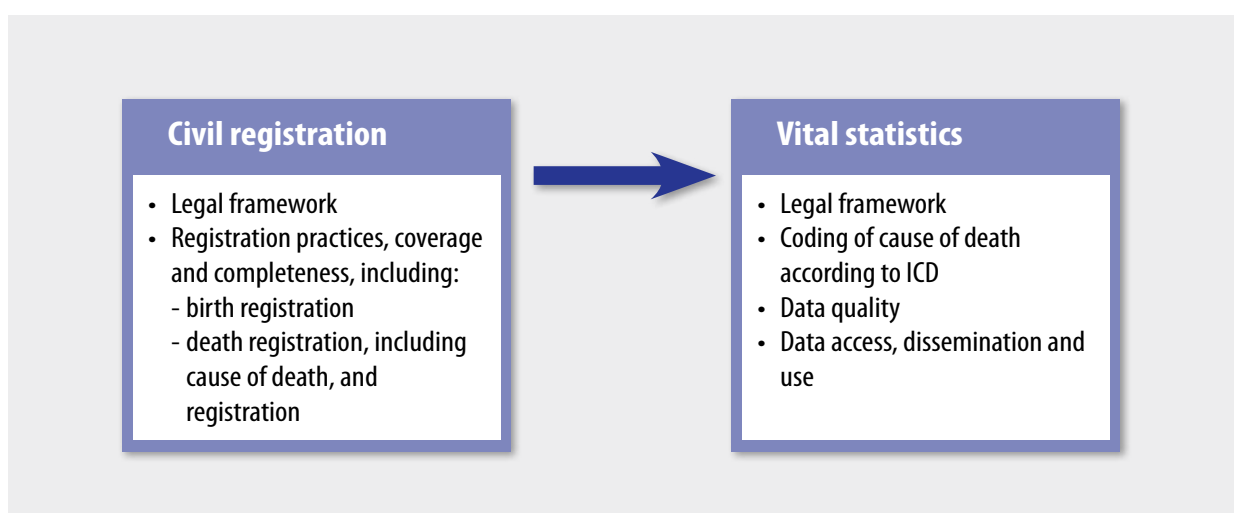 Civil registration
• Legal framework
• Registration practices, coverage
and completeness, including:
- birth registration
- death registration, including
cause of death, and
registration
Vital statistics
• Legal framework
• Coding of cause of death
according to ICD
• Data quality
• Data access, dissemination and
use